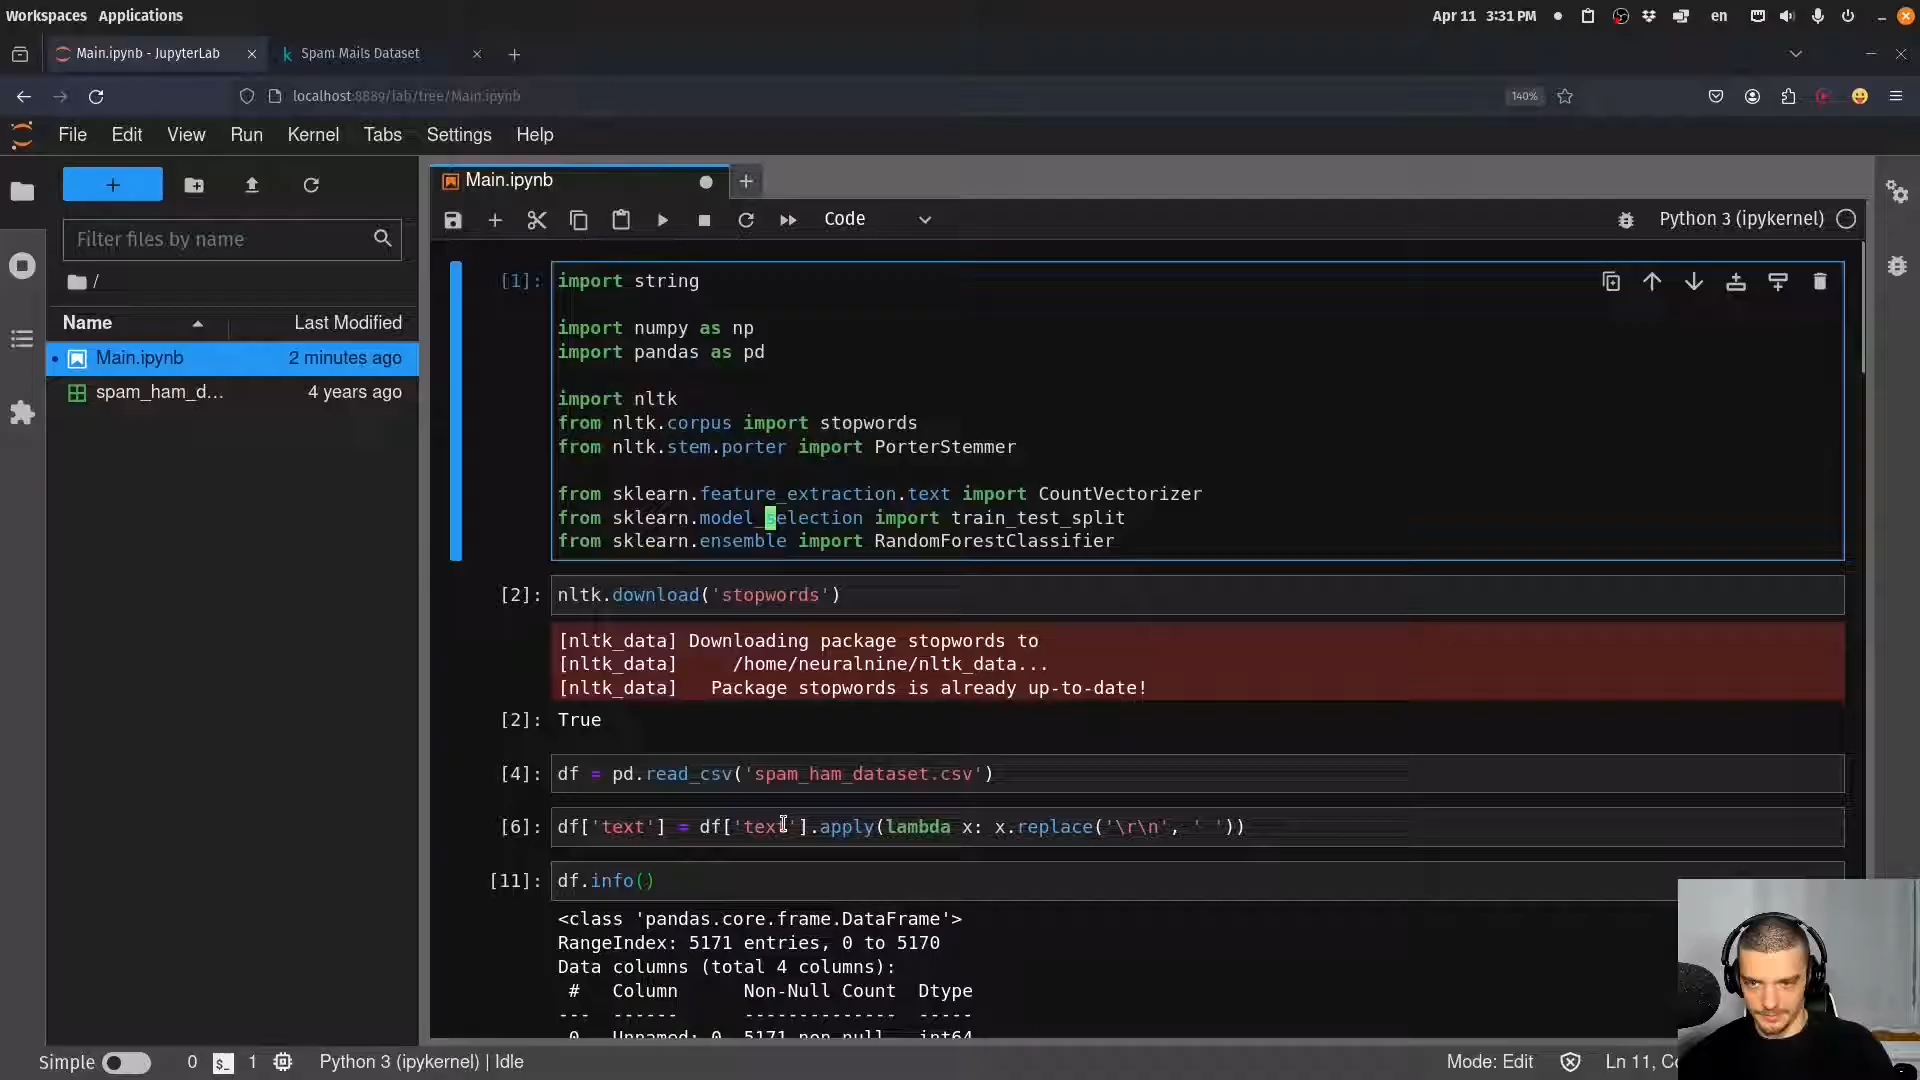 Workspaces Applications Apr 11 3:31 PM en
Main.ipynb - JupyterLab Spam Mails Dataset
localhost:8889/lab/tree/Main.ipynb 140%
File Edit View Run Kernel Tabs Settings Help
Main.ipynb
Code Python 3 (ipykernel)
Filter files by name
/
Name Last Modified
Main.ipynb 2 minutes ago
spam_ham_d... 4 years ago
[1]: import string
import numpy as np
import pandas as pd
import nltk
from nltk.corpus import stopwords
from nltk.stem.porter import PorterStemmer
from sklearn.feature_extraction.text import CountVectorizer
from sklearn.model_selection import train_test_split
from sklearn.ensemble import RandomForestClassifier
[2]: nltk.download('stopwords')
[nltk_data] Downloading package stopwords to
[nltk_data]     /home/neuralnine/nltk_data...
[nltk_data]   Package stopwords is already up-to-date!
[2]: True
[4]: df = pd.read_csv('spam_ham_dataset.csv')
[6]: df['text'] = df['text'].apply(lambda x: x.replace('\r\n', ' '))
[11]: df.info()
<class 'pandas.core.frame.DataFrame'>
RangeIndex: 5171 entries, 0 to 5170
Data columns (total 4 columns):
#   Column      Non-Null Count  Dtype
---  ------      --------------  -----
0   Unnamed: 0  5171 non-null   int64
Simple 0 1 Python 3 (ipykernel) | Idle Mode: Edit Ln 11,